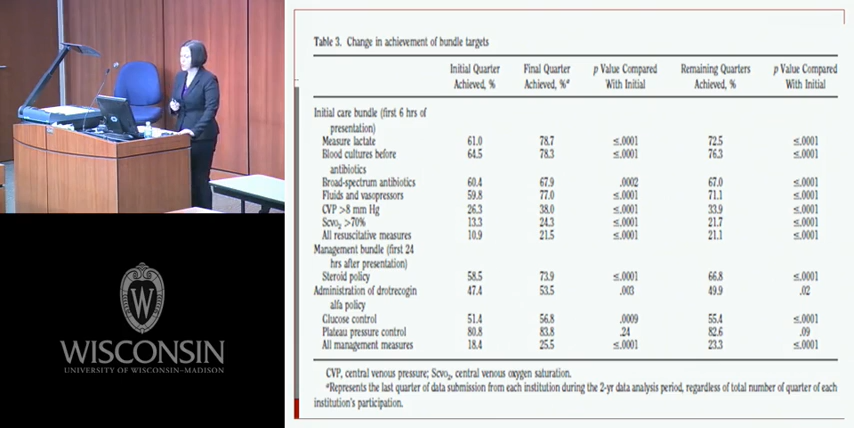 Table 3. Change in achievement of bundle targets
Initial Quarter Final Quarter p Value Compared Remaining Quarters p Value Compared
Achieved, % Achieved, %ᵃ With Initial Achieved, % With Initial
Initial care bundle (first 6 hrs of
presentation)
Measure lactate 61.0 78.7 ≤.0001 72.5 ≤.0001
Blood cultures before 64.5 78.3 ≤.0001 76.3 ≤.0001
antibiotics
Broad-spectrum antibiotics 60.4 67.9 .0002 67.0 ≤.0001
Fluids and vasopressors 59.8 77.0 ≤.0001 71.1 ≤.0001
CVP >8 mm Hg 26.3 38.0 ≤.0001 33.9 ≤.0001
Scvo₂ >70% 13.3 24.3 ≤.0001 21.7 ≤.0001
All resuscitative measures 10.9 21.5 ≤.0001 21.1 ≤.0001
Management bundle (first 24
hrs after presentation)
Steroid policy 58.5 73.9 ≤.0001 66.8 ≤.0001
Administration of drotrecogin 47.4 53.5 .003 49.9 .02
alfa policy
Glucose control 51.4 56.8 .0009 55.4 ≤.0001
Plateau pressure control 80.8 83.8 .24 82.6 .09
All management measures 18.4 25.5 ≤.0001 23.3 ≤.0001
CVP, central venous pressure; Scvo₂, central venous oxygen saturation.
ᵃRepresents the last quarter of data submission from each institution during the 2-yr data analysis period, regardless of total number of quarter of each
institution's participation.
W
WISCONSIN
UNIVERSITY OF WISCONSIN–MADISON